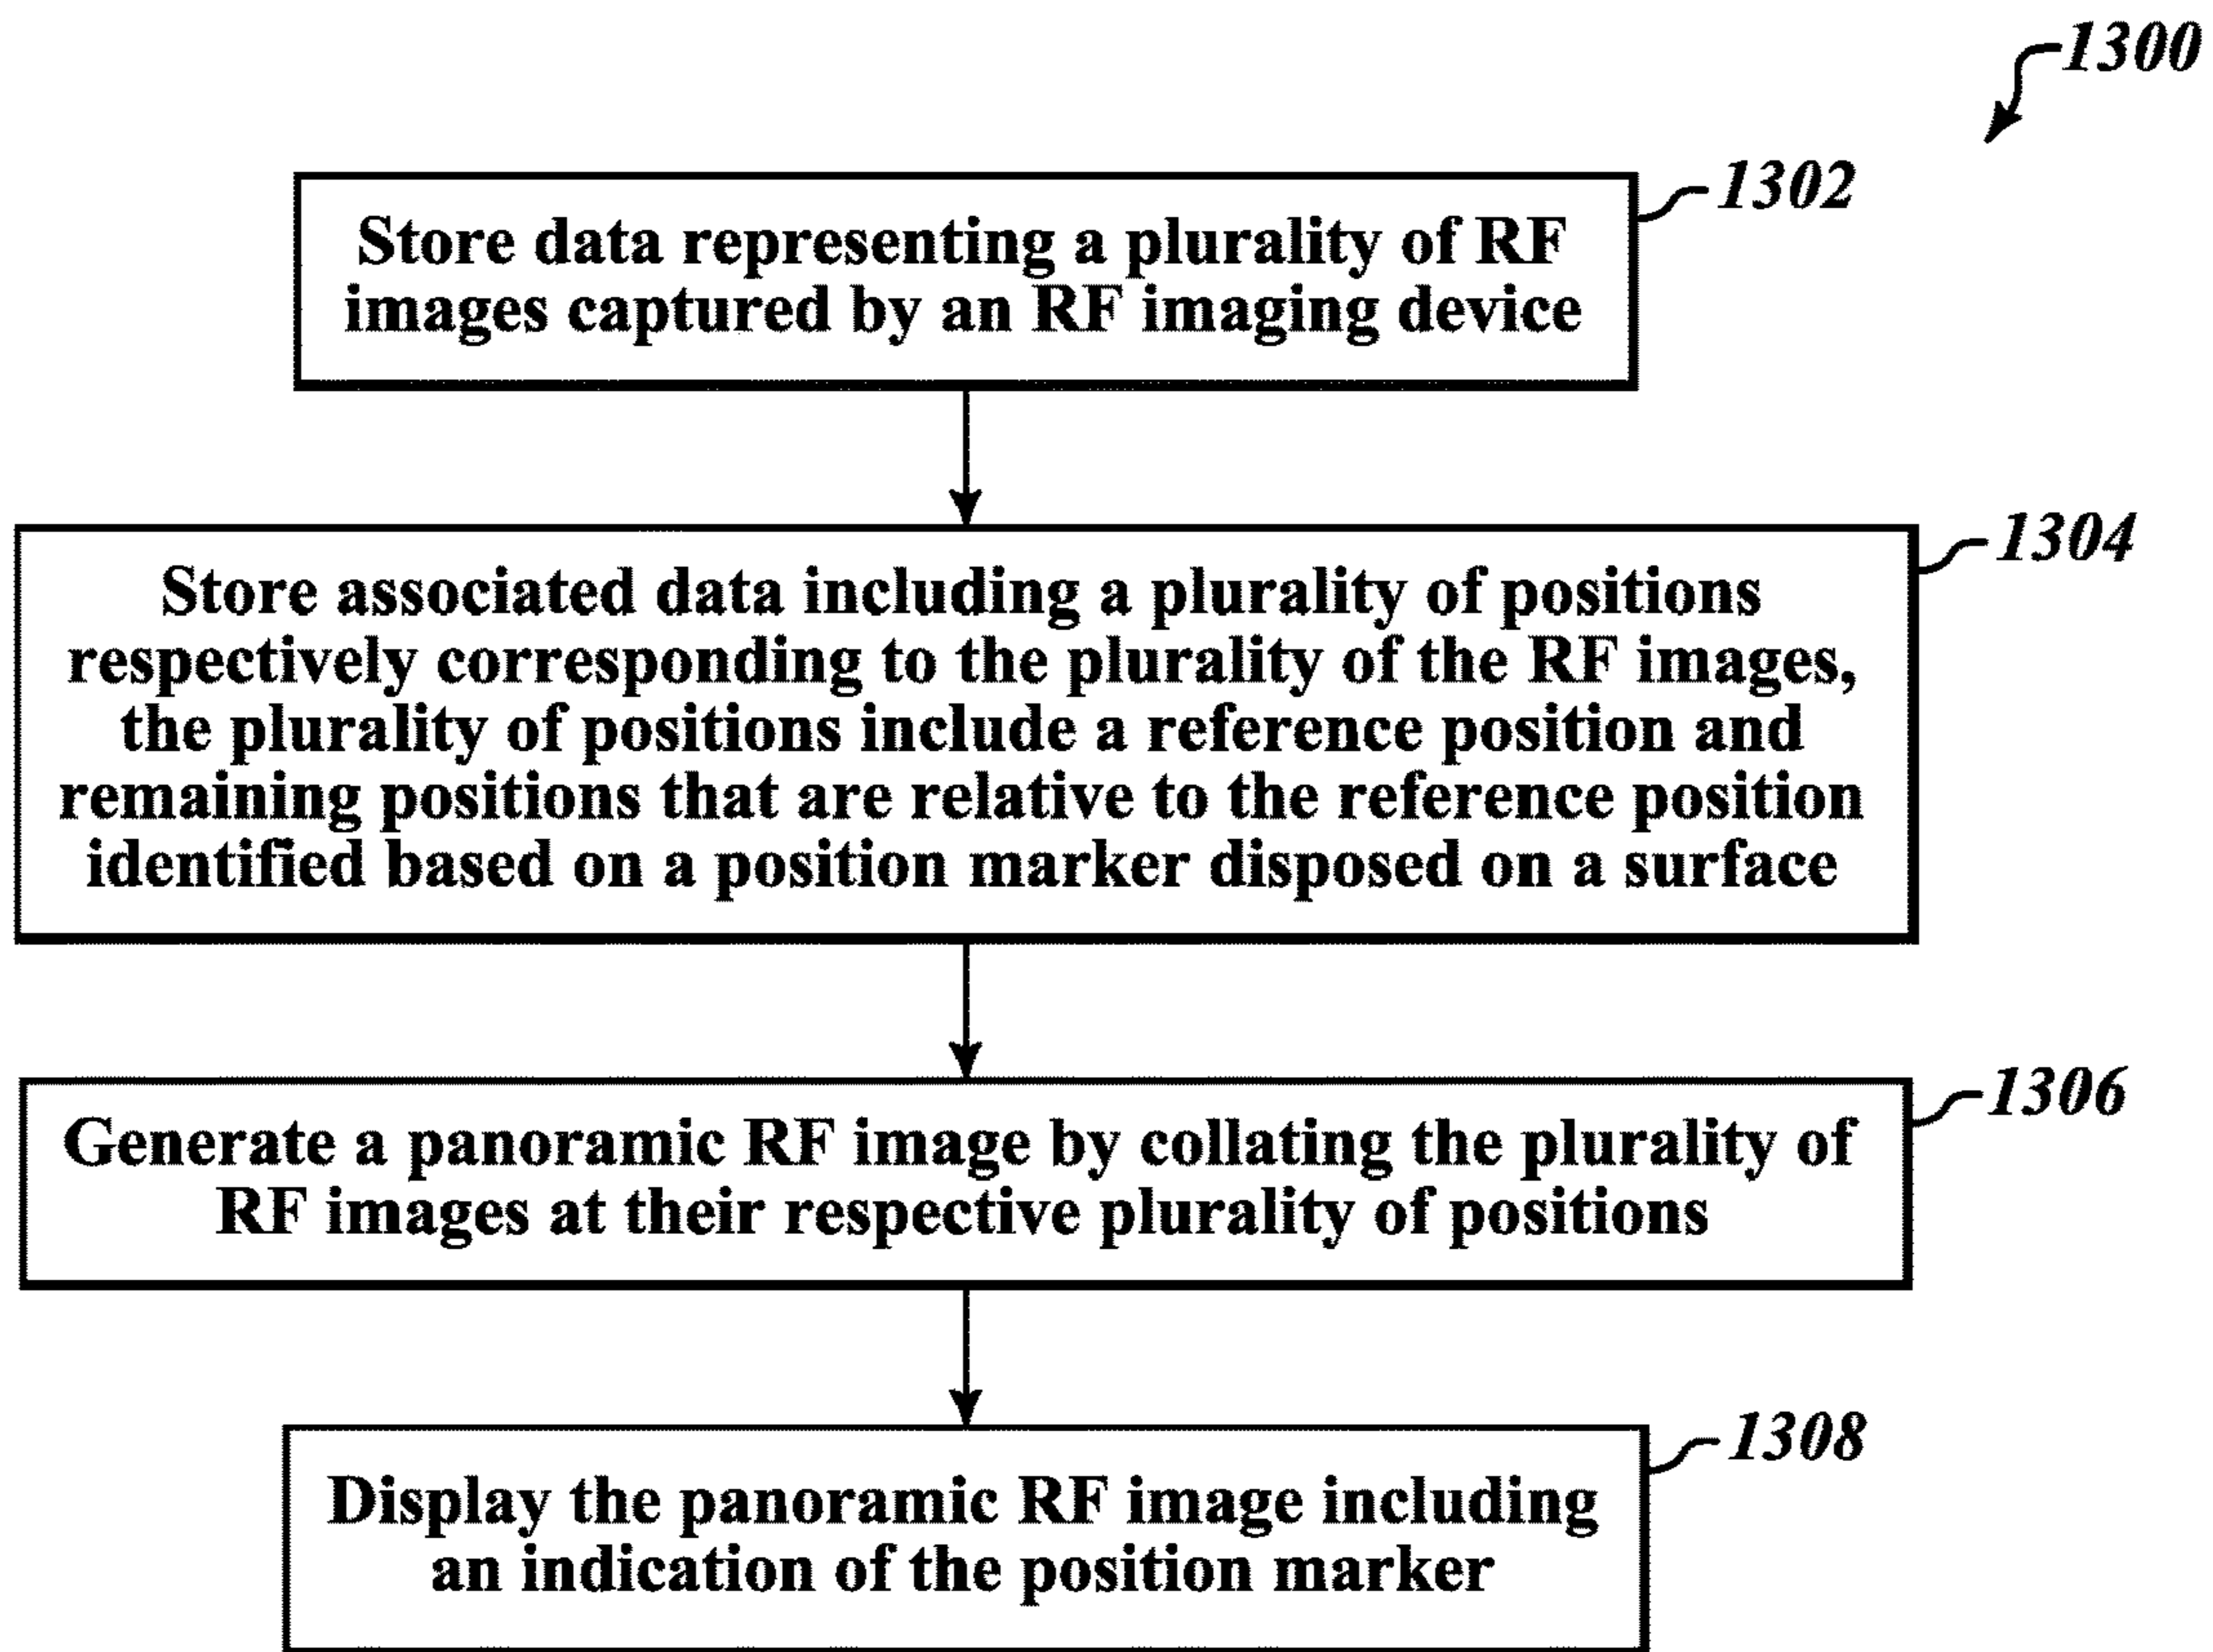 1300
1302
Store data representing a plurality of RF
images captured by an RF imaging device
1304
Store associated data including a plurality of positions
respectively corresponding to the plurality of the RF images,
the plurality of positions include a reference position and
remaining positions that are relative to the reference position
identified based on a position marker disposed on a surface
1306
Generate a panoramic RF image by collating the plurality of
RF images at their respective plurality of positions
1308
Display the panoramic RF image including
an indication of the position marker